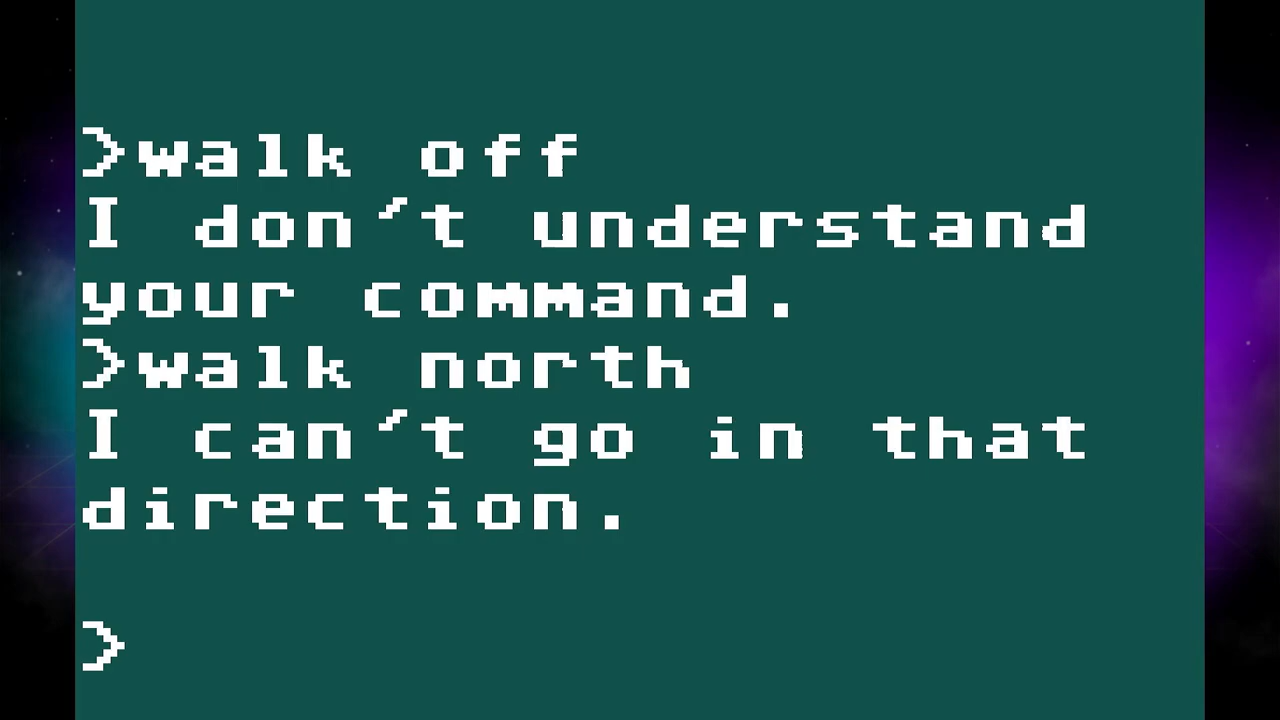 >walk off
I don't understand
your command.
>walk north
I can't go in that
direction.
>